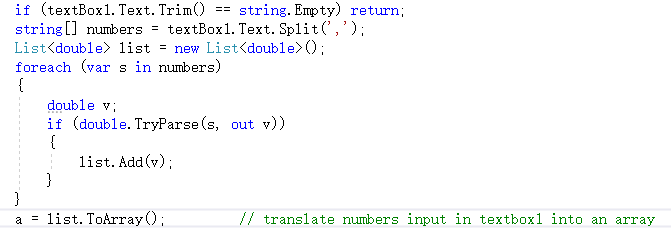 if (textBox1.Text.Trim() == string.Empty) return;
string[] numbers = textBox1.Text.Split(',');
List<double> list = new List<double>();
foreach (var s in numbers)
{
double v;
if (double.TryParse(s, out v))
{
list.Add(v);
}
}
a = list.ToArray(); // translate numbers input in textbox1 into an array